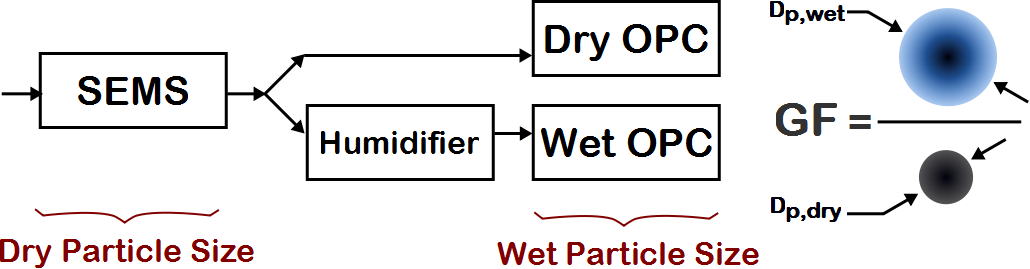 SEMS
Dry OPC
Humidifier
Wet OPC
Dry Particle Size
Wet Particle Size
Dp,wet
GF =
Dp,dry